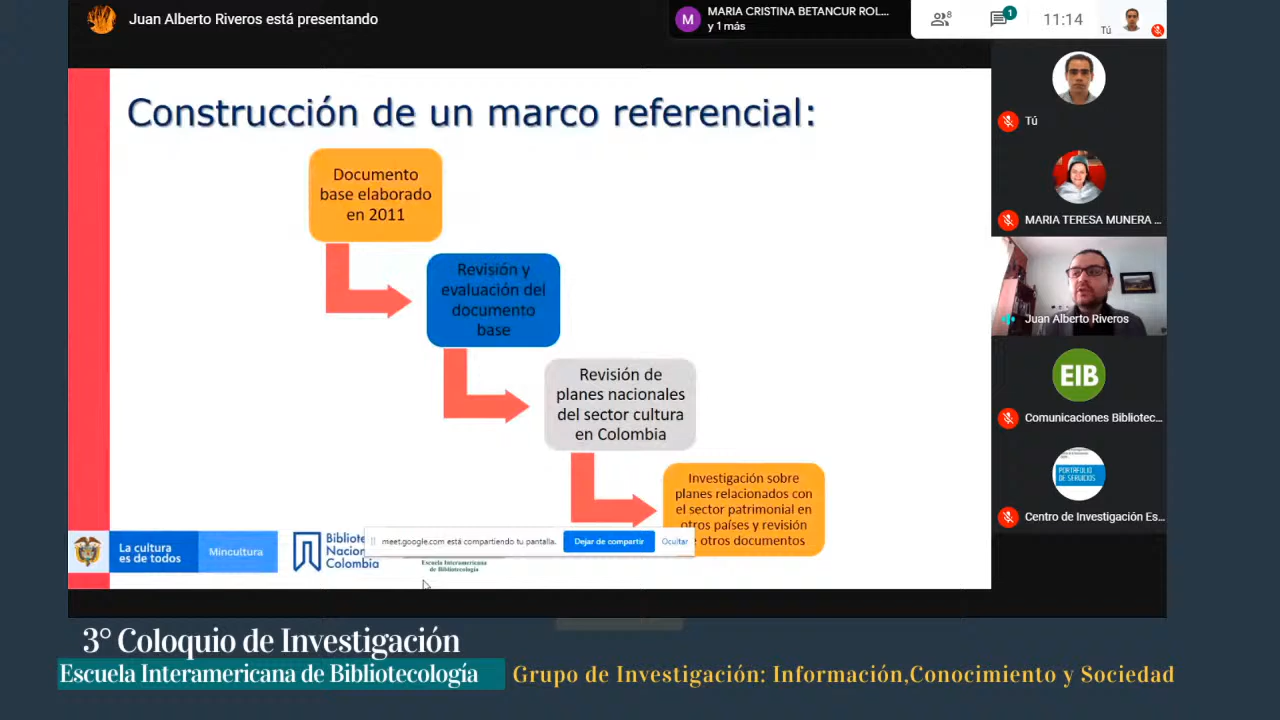 Juan Alberto Riveros está presentando
MARIA CRISTINA BETANCUR ROL...
y 1 más
8
1
11:14
Tú
Construcción de un marco referencial:
Documento
base elaborado
en 2011
Revisión y
evaluación del
documento
base
Revisión de
planes nacionales
del sector cultura
en Colombia
Investigación sobre
planes relacionados con
el sector patrimonial en
otros países y revisión
otros documentos
La cultura
es de todos
Mincultura
Colombia
meet.google.com está compartiendo tu pantalla.
Dejar de compartir
Ocultar
Escuela Interamericana
de Bibliotecología
Tú
MARIA TERESA MUNERA ...
Juan Alberto Riveros
EIB
Comunicaciones Bibliotec...
PORTAFOLIO
DE SERVICIOS
Centro de Investigación Es...
3° Coloquio de Investigación
Escuela Interamericana de Bibliotecología
Grupo de Investigación: Información,Conocimiento y Sociedad